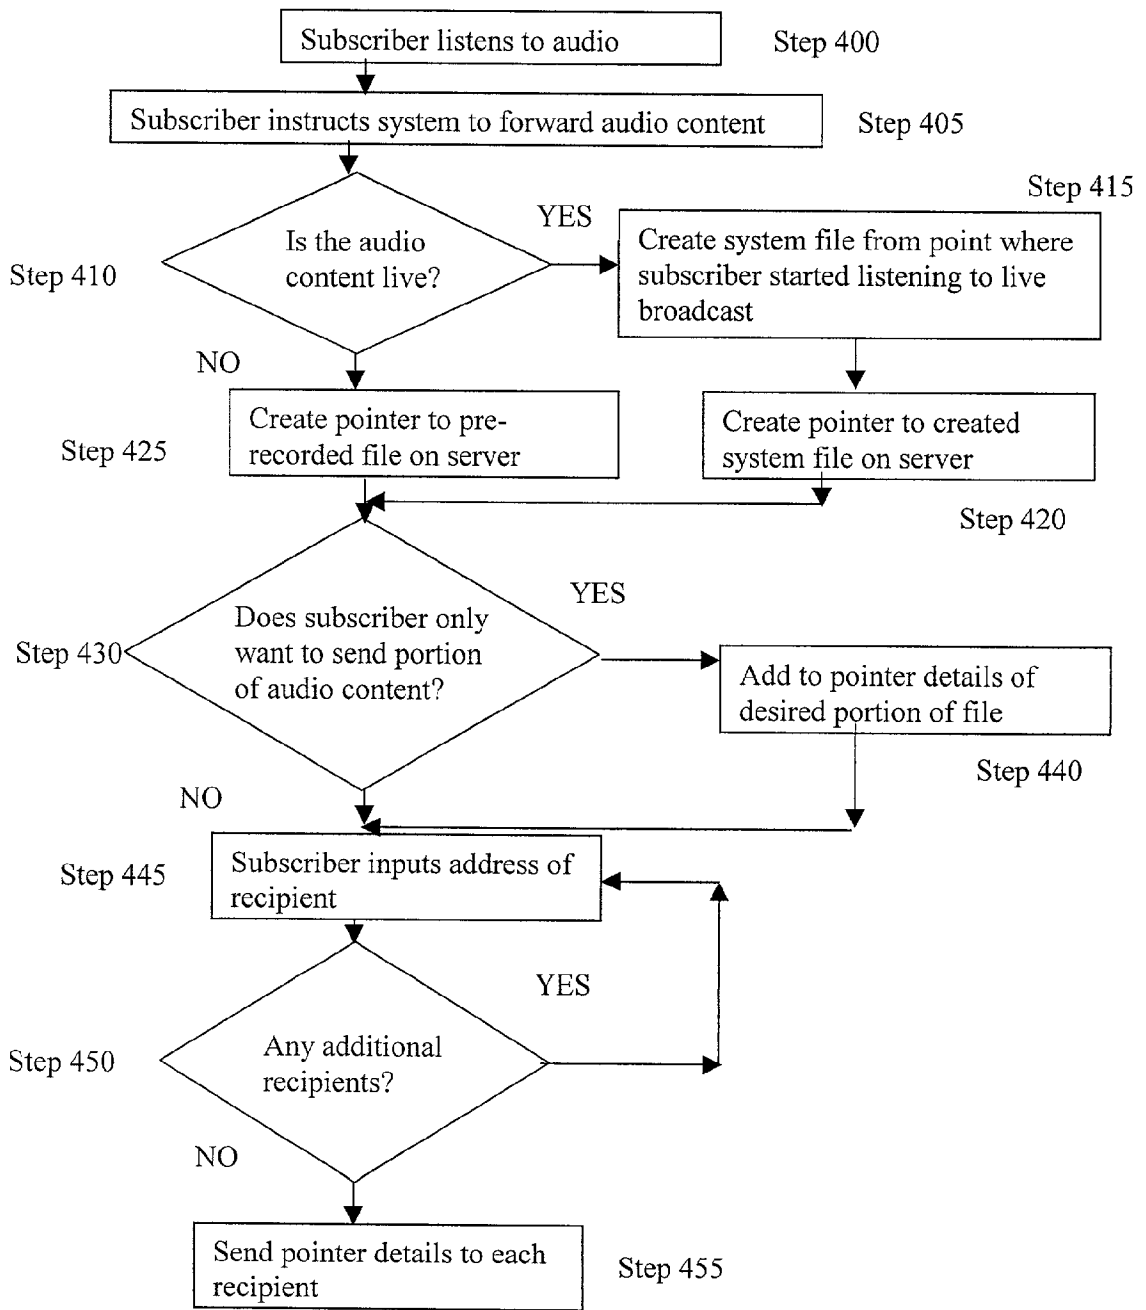 Subscriber listens to audio
Step 400
Subscriber instructs system to forward audio content
Step 405
Step 415
YES
Is the audio
content live?
Step 410
Create system file from point where
subscriber started listening to live
broadcast
NO
Create pointer to pre-
recorded file on server
Step 425
Create pointer to created
system file on server
Step 420
YES
Does subscriber only
want to send portion
of audio content?
Step 430
Add to pointer details of
desired portion of file
Step 440
NO
Subscriber inputs address of
recipient
Step 445
YES
Any additional
recipients?
Step 450
NO
Send pointer details to each
recipient
Step 455